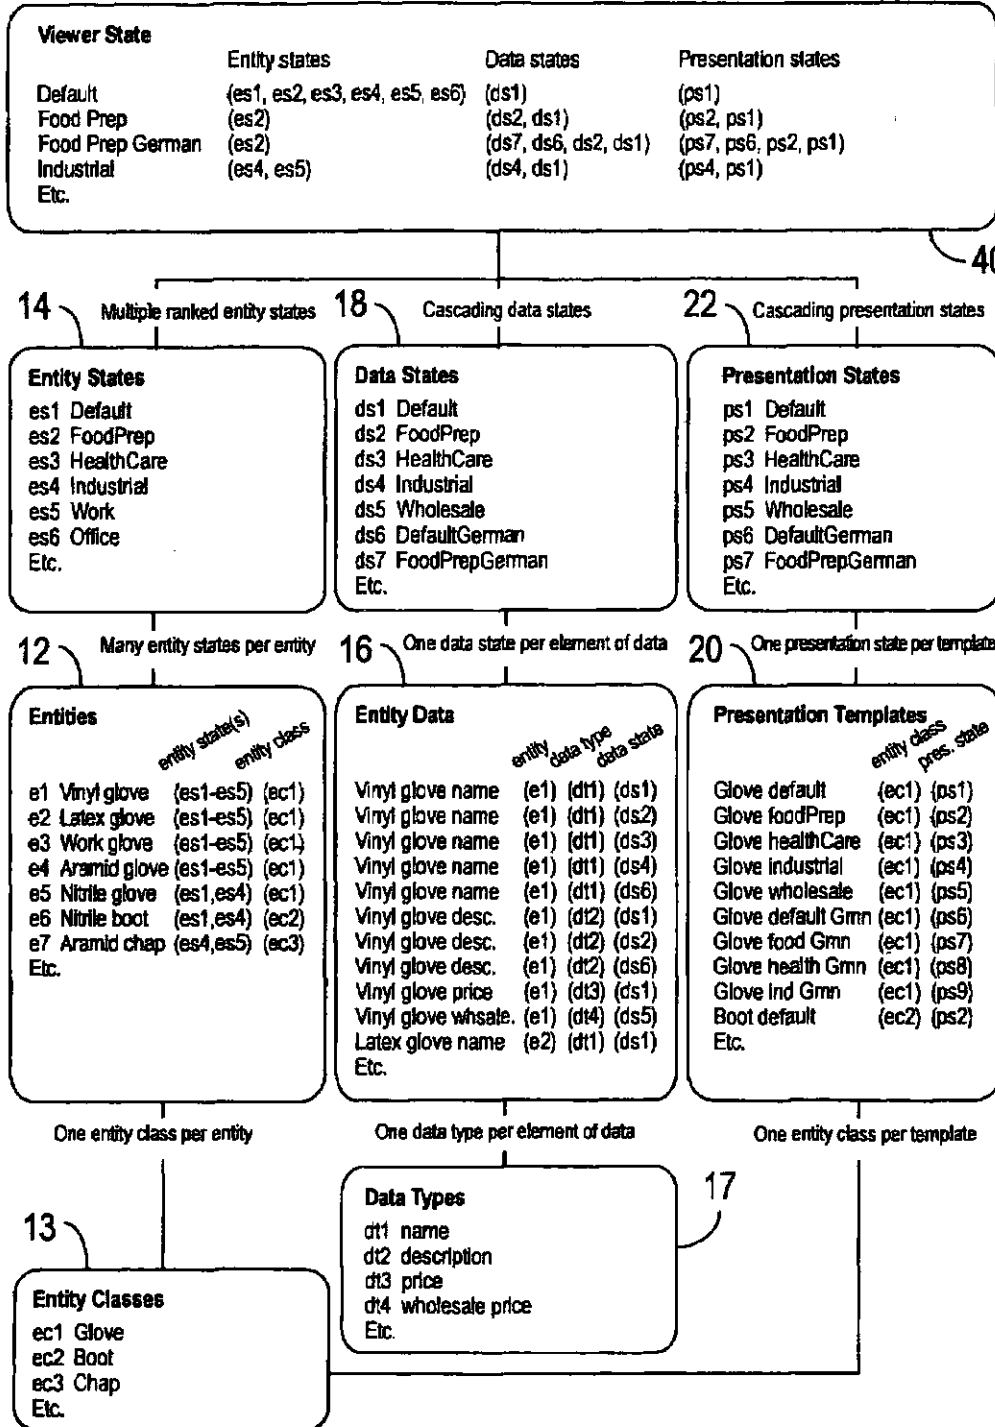 Viewer State
Entity states Data states Presentation states
Default (es1, es2, es3, es4, es5, es6) (ds1) (ps1)
Food Prep (es2) (ds2, ds1) (ps2, ps1)
Food Prep German (es2) (ds7, ds6, ds2, ds1) (ps7, ps6, ps2, ps1)
Industrial (es4, es5) (ds4, ds1) (ps4, ps1)
Etc.
40
14 Multiple ranked entity states
Entity States
es1 Default
es2 FoodPrep
es3 HealthCare
es4 Industrial
es5 Work
es6 Office
Etc.
18 Cascading data states
Data States
ds1 Default
ds2 FoodPrep
ds3 HealthCare
ds4 Industrial
ds5 Wholesale
ds6 DefaultGerman
ds7 FoodPrepGerman
Etc.
22 Cascading presentation states
Presentation States
ps1 Default
ps2 FoodPrep
ps3 HealthCare
ps4 Industrial
ps5 Wholesale
ps6 DefaultGerman
ps7 FoodPrepGerman
Etc.
12 Many entity states per entity
Entities entity state(s) entity class
e1 Vinyl glove (es1-es5) (ec1)
e2 Latex glove (es1-es5) (ec1)
e3 Work glove (es1-es5) (ec1)
e4 Aramid glove (es1-es5) (ec1)
e5 Nitrile glove (es1,es4) (ec1)
e6 Nitrile boot (es1,es4) (ec2)
e7 Aramid chap (es4,es5) (ec3)
Etc.
One entity class per entity
16 One data state per element of data
Entity Data entity data type data state
Vinyl glove name (e1) (dt1) (ds1)
Vinyl glove name (e1) (dt1) (ds2)
Vinyl glove name (e1) (dt1) (ds3)
Vinyl glove name (e1) (dt1) (ds4)
Vinyl glove name (e1) (dt1) (ds6)
Vinyl glove desc. (e1) (dt2) (ds1)
Vinyl glove desc. (e1) (dt2) (ds2)
Vinyl glove desc. (e1) (dt2) (ds6)
Vinyl glove price (e1) (dt3) (ds1)
Vinyl glove whsale. (e1) (dt4) (ds5)
Latex glove name (e2) (dt1) (ds1)
Etc.
One data type per element of data
20 One presentation state per template
Presentation Templates entity class pres. state
Glove default (ec1) (ps1)
Glove foodPrep (ec1) (ps2)
Glove healthCare (ec1) (ps3)
Glove industrial (ec1) (ps4)
Glove wholesale (ec1) (ps5)
Glove default Gmn (ec1) (ps6)
Glove food Gmn (ec1) (ps7)
Glove health Gmn (ec1) (ps8)
Glove Ind Gmn (ec1) (ps9)
Boot default (ec2) (ps2)
Etc.
One entity class per template
13
Entity Classes
ec1 Glove
ec2 Boot
ec3 Chap
Etc.
17
Data Types
dt1 name
dt2 description
dt3 price
dt4 wholesale price
Etc.